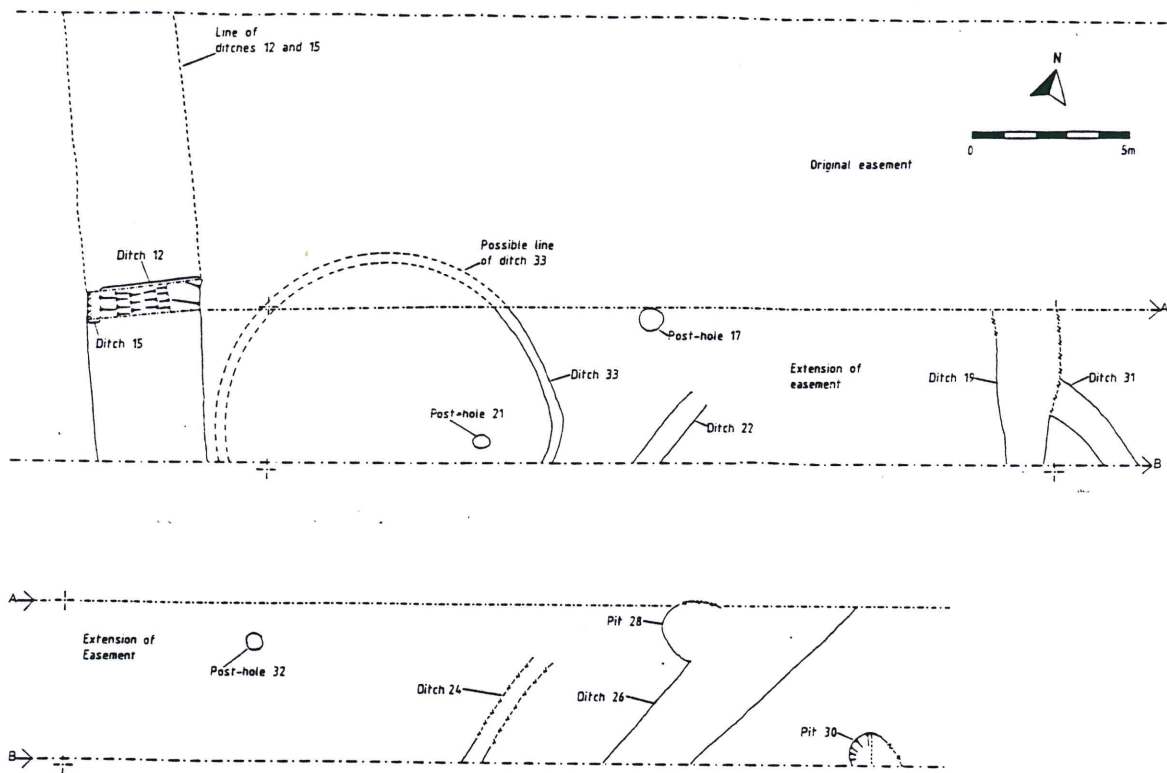 Line of
ditches 12 and 15
N
0
5m
Original easement
Ditch 12
Possible line
of ditch 33
A
Post-hole 17
Ditch 15
Ditch 33
Extension of
easement
Ditch 19
Ditch 31
Post-hole 21
Ditch 22
B
A
Extension of
Easement
Pit 28
Post-hole 32
Ditch 24
Ditch 26
Pit 30
B